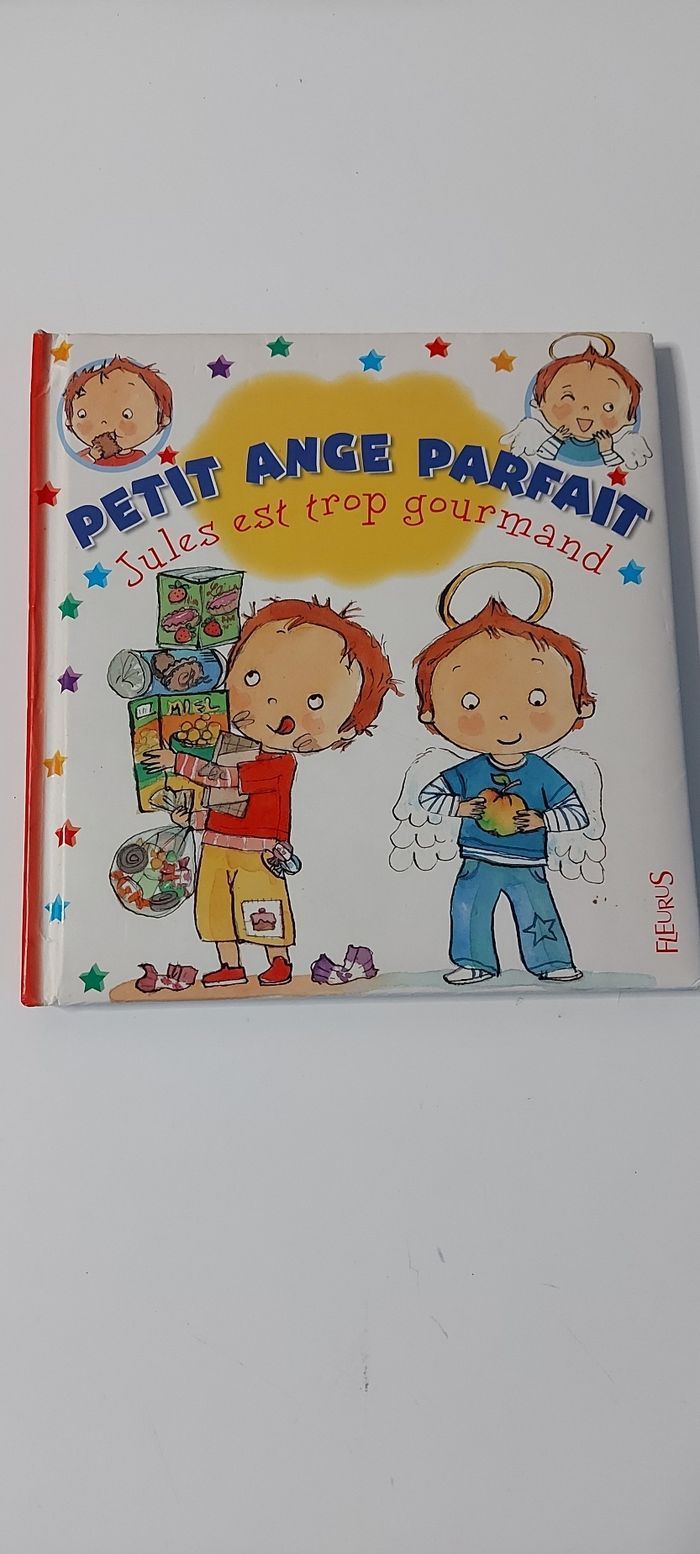 PETIT ANGE PARFAIT
Jules est trop gourmand
MIEL
FLEURUS